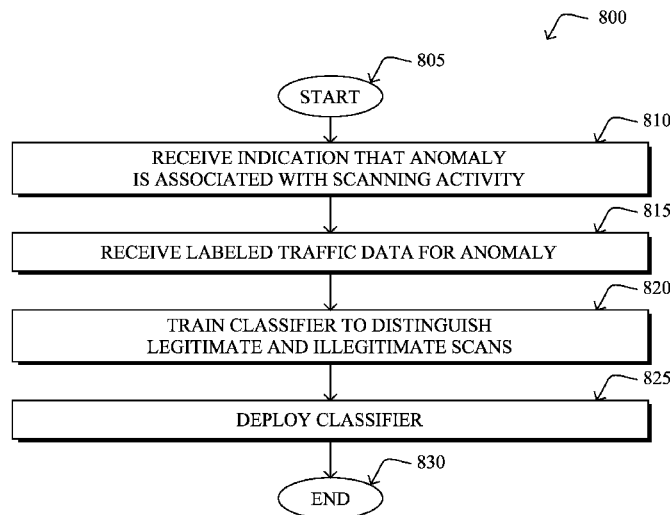 800
805
START
810
RECEIVE INDICATION THAT ANOMALY
IS ASSOCIATED WITH SCANNING ACTIVITY
815
RECEIVE LABELED TRAFFIC DATA FOR ANOMALY
820
TRAIN CLASSIFIER TO DISTINGUISH
LEGITIMATE AND ILLEGITIMATE SCANS
825
DEPLOY CLASSIFIER
830
END